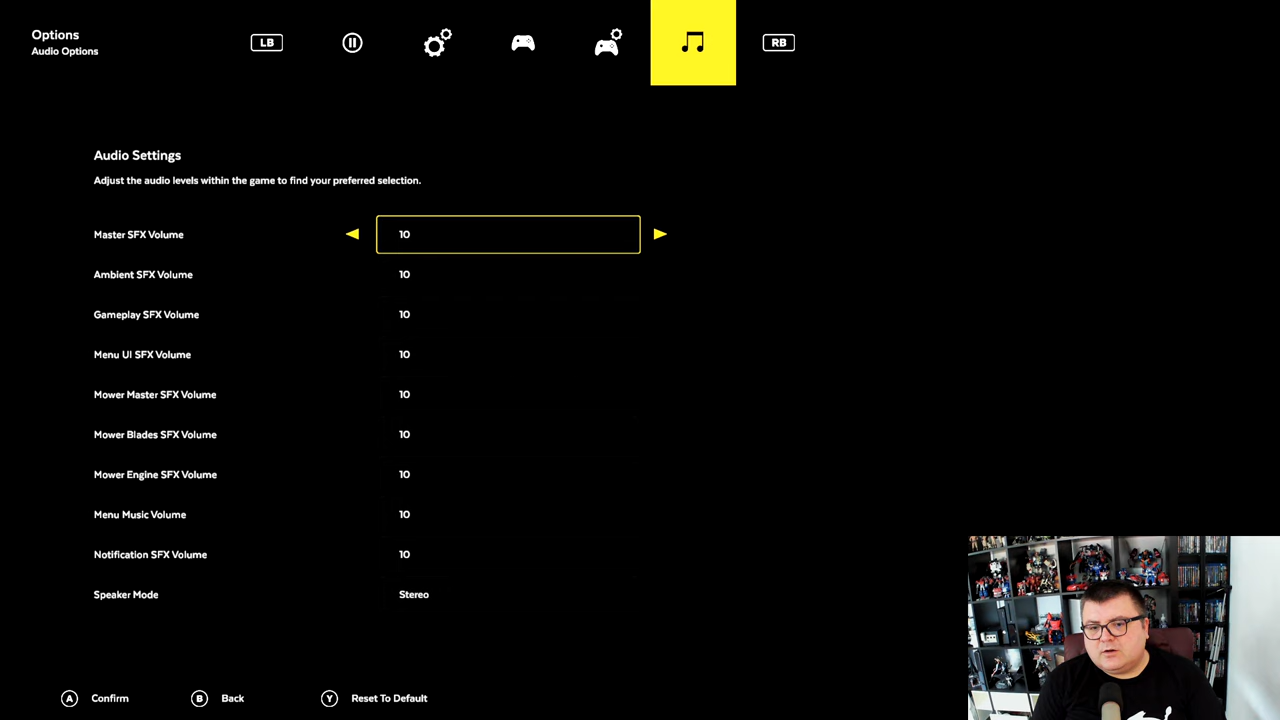 Options
Audio Options
LB
RB
Audio Settings
Adjust the audio levels within the game to find your preferred selection.
Master SFX Volume 10
Ambient SFX Volume 10
Gameplay SFX Volume 10
Menu UI SFX Volume 10
Mower Master SFX Volume 10
Mower Blades SFX Volume 10
Mower Engine SFX Volume 10
Menu Music Volume 10
Notification SFX Volume 10
Speaker Mode Stereo
A Confirm B Back Y Reset To Default